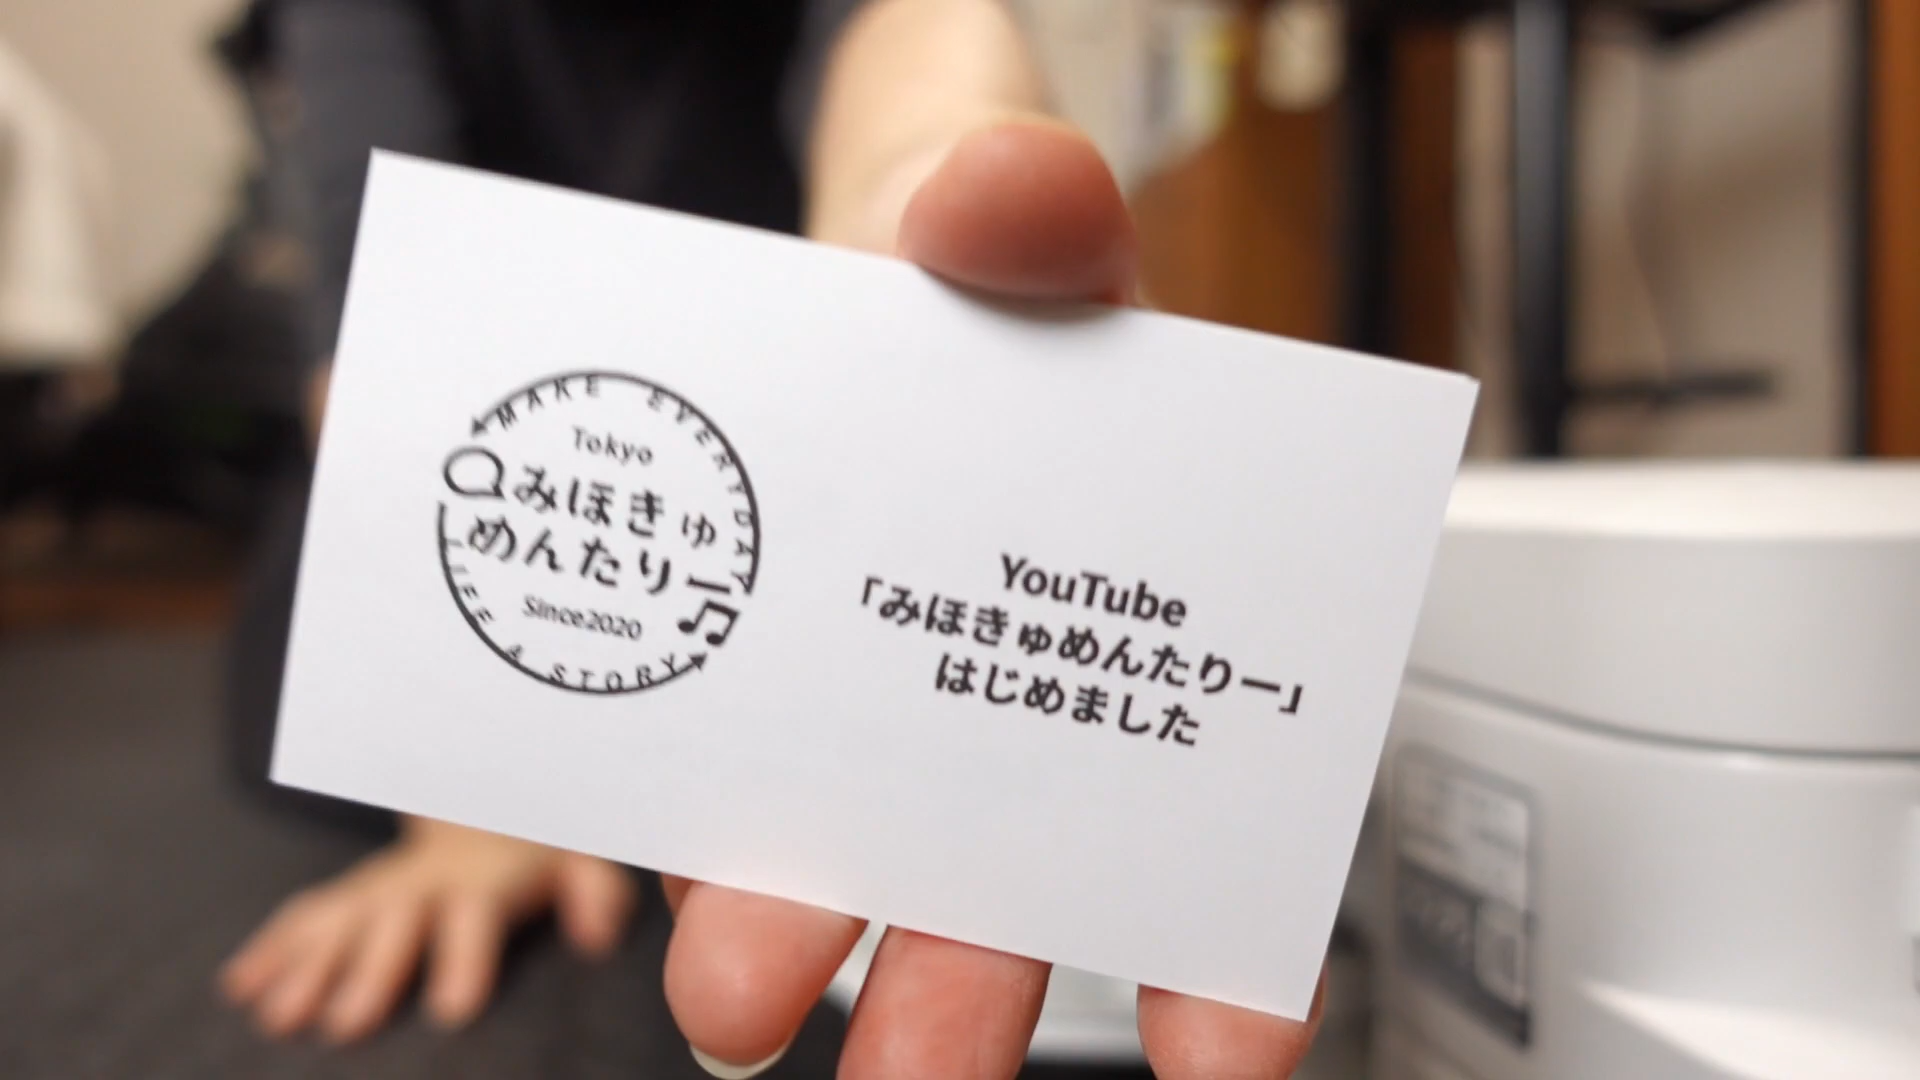 MAKE EVERYDAY
Tokyo
みほきゅ
めんたりー
Since2020
LIFE A STORY
YouTube
「みほきゅめんたりー」
はじめました